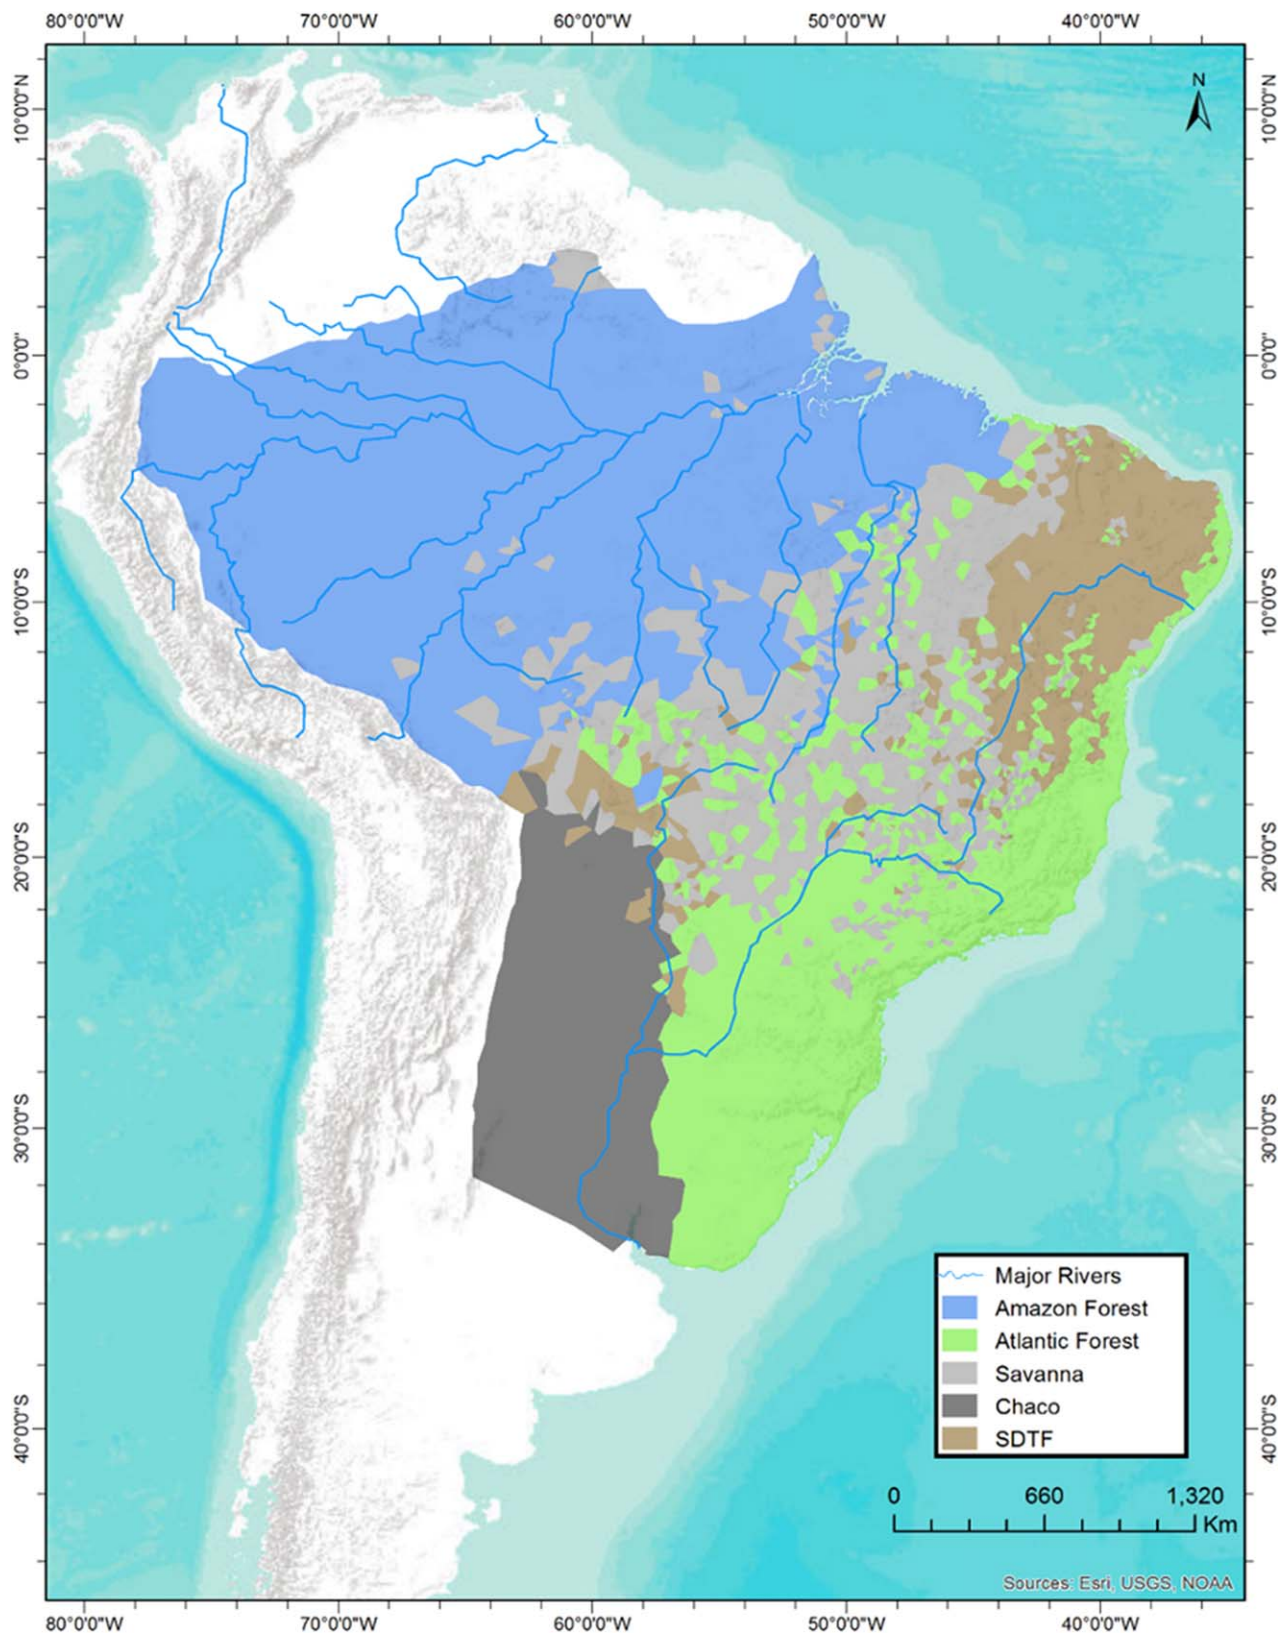 80°0'0"W 70°0'0"W 60°0'0"W 50°0'0"W 40°0'0"W
N
10°0'0"N 10°0'0"N
0°0'0" 0°0'0"
10°0'0"S 10°0'0"S
20°0'0"S 20°0'0"S
30°0'0"S 30°0'0"S
Major Rivers
Amazon Forest
Atlantic Forest
Savanna
Chaco
SDTF
40°0'0"S 40°0'0"S
0 660 1,320
Km
Sources: Esri, USGS, NOAA
80°0'0"W 70°0'0"W 60°0'0"W 50°0'0"W 40°0'0"W